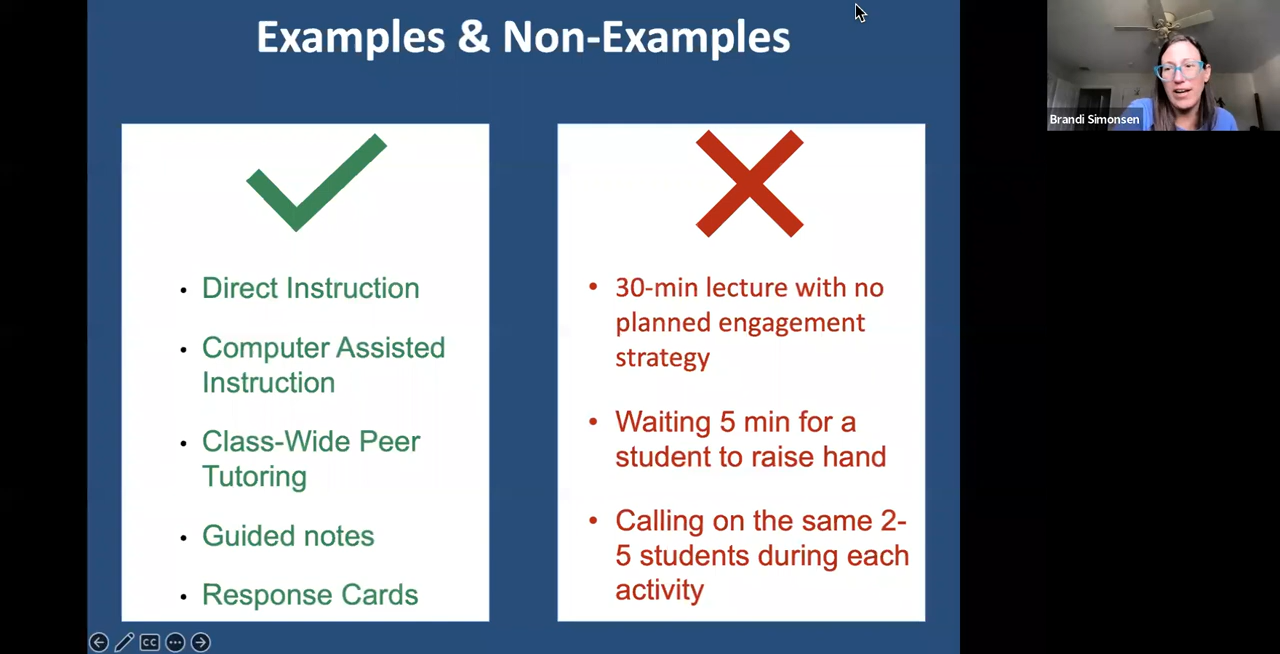 Examples & Non-Examples
Brandi Simonsen
• Direct Instruction
• Computer Assisted
Instruction
• Class-Wide Peer
Tutoring
• Guided notes
• Response Cards
• 30-min lecture with no
planned engagement
strategy
• Waiting 5 min for a
student to raise hand
• Calling on the same 2-
5 students during each
activity
CC